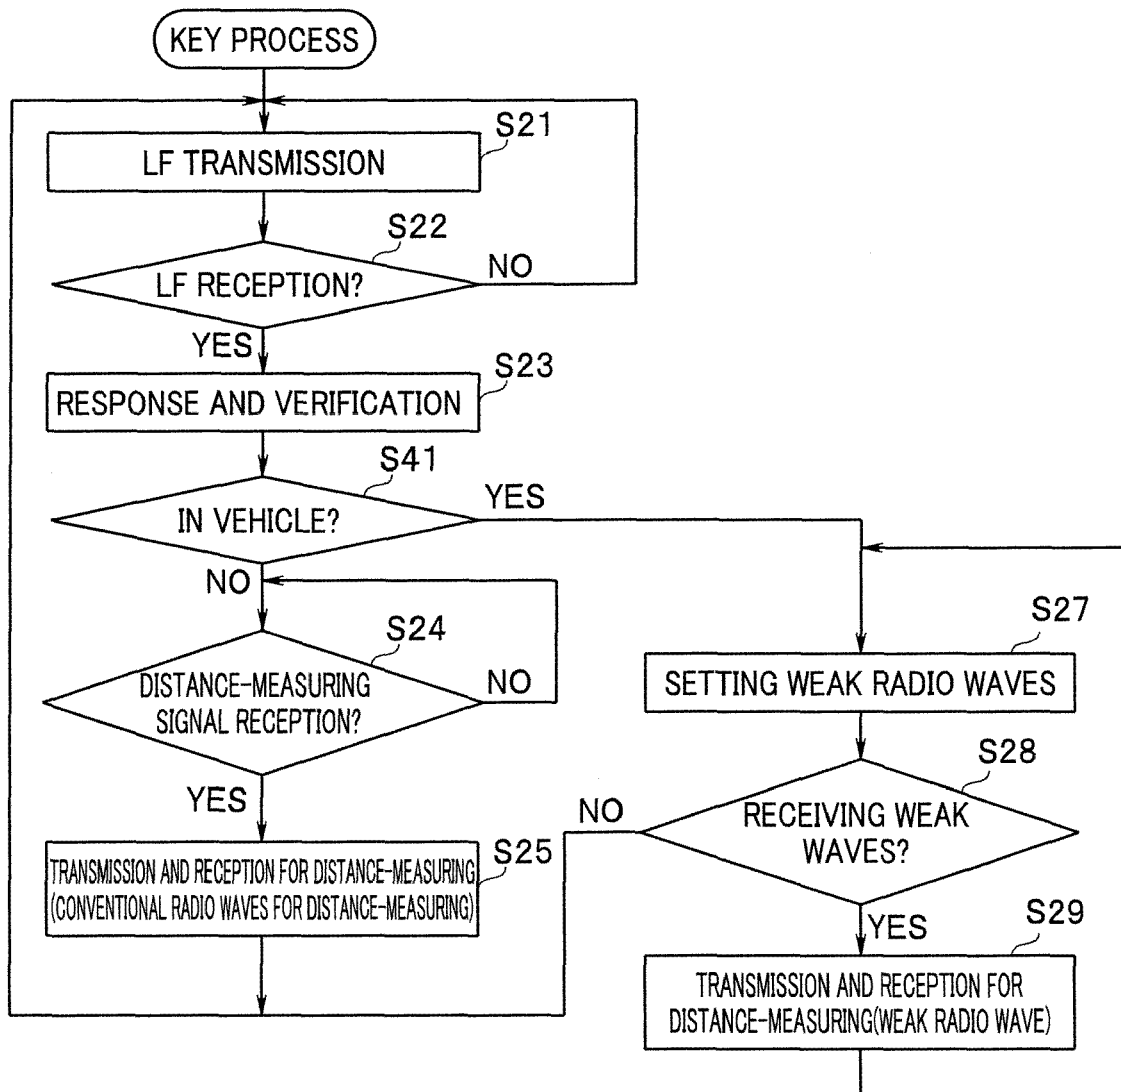 KEY PROCESS
S21
LF TRANSMISSION
S22
LF RECEPTION?
NO
YES
S23
RESPONSE AND VERIFICATION
S41
IN VEHICLE?
YES
NO
S24
DISTANCE-MEASURING
SIGNAL RECEPTION?
NO
YES
S25
TRANSMISSION AND RECEPTION FOR DISTANCE-MEASURING
(CONVENTIONAL RADIO WAVES FOR DISTANCE-MEASURING)
S27
SETTING WEAK RADIO WAVES
S28
RECEIVING WEAK
WAVES?
NO
YES
S29
TRANSMISSION AND RECEPTION FOR
DISTANCE-MEASURING(WEAK RADIO WAVE)